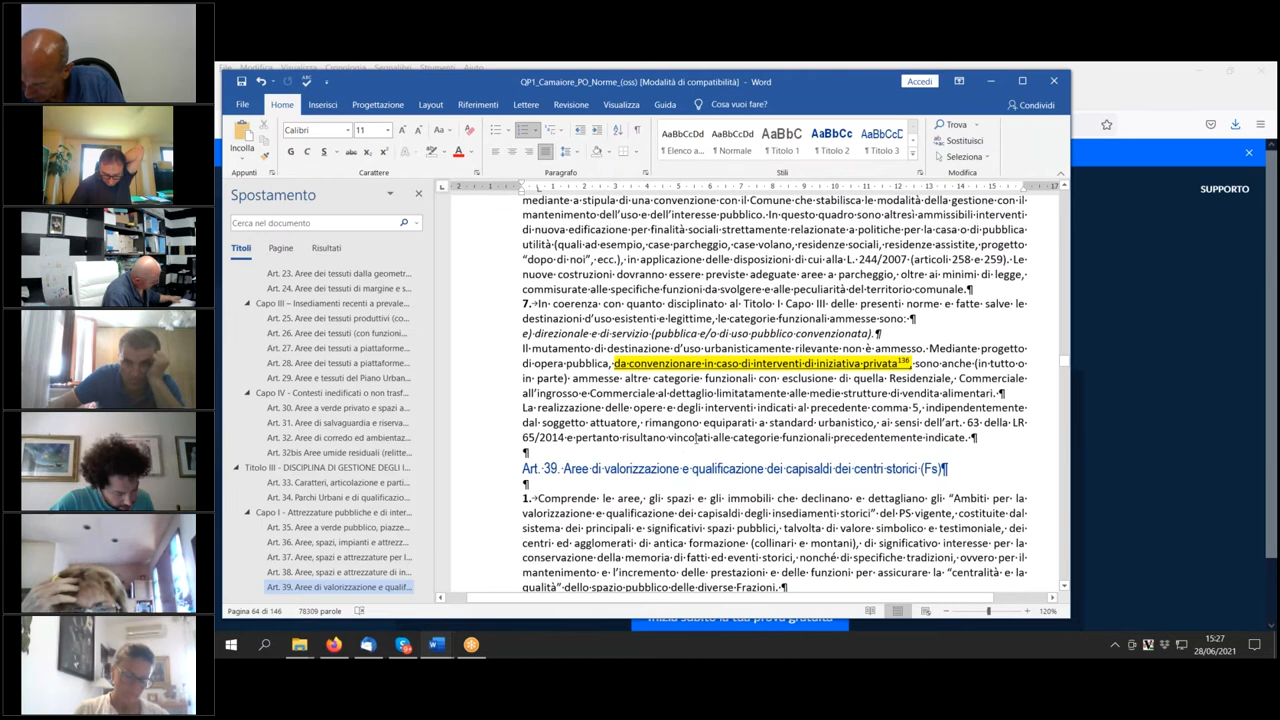 File Modifica Visualizza Cronologia Segnalibri Strumenti Aiuto
QP1_Camaiore_PO_Norme_(oss) [Modalità di compatibilità] - Word
Accedi
File Home Inserisci Progettazione Layout Riferimenti Lettere Revisione Visualizza Guida Cosa vuoi fare? Condividi
Incolla
Calibri 11
G C S abc x₂ x²
AaBbCcDd AaBbCcDd AaBbC AaBbCc AaBbCcC
¶ Elenco a... ¶ Normale ¶ Titolo 1 ¶ Titolo 2 ¶ Titolo 3
Trova
Sostituisci
Seleziona
Appunti Carattere Paragrafo Stili Modifica
Spostamento
Cerca nel documento
Titoli Pagine Risultati
Art. 23. Aree dei tessuti dalla geometr...
Art. 24. Aree dei tessuti di margine e s...
Capo III – Insediamenti recenti a prevale...
Art. 25. Aree dei tessuti produttivi (co...
Art. 26. Aree dei tessuti (con funzioni...
Art. 27. Aree dei tessuti a piattaforme...
Art. 28. Aree dei tessuti a piattaforme...
Art. 29. Aree e tessuti del Piano Urban...
Capo IV - Contesti inedificati o non trasf...
Art. 30. Aree a verde privato e spazi a...
Art. 31. Aree di salvaguardia e riserva...
Art. 32. Aree di corredo ed ambientaz...
Art. 32bis Aree umide residuali delle f...
Titolo III - DISCIPLINA DI GESTIONE DEGLI I...
Art. 33. Caratteri, articolazione e parti...
Art. 34. Parchi Urbani e di qualificazio...
Capo I - Attrezzature pubbliche e di inter...
Art. 35. Aree a verde pubblico, piazze...
Art. 36. Aree, spazi, impianti e attrezz...
Art. 37. Aree, spazi e attrezzature per l...
Art. 38. Aree, spazi e attrezzature di in...
Art. 39. Aree di valorizzazione e qualif...
mediante a stipula di una convenzione con il Comune che stabilisca le modalità della gestione con il
mantenimento dell'uso e dell'interesse pubblico. In questo quadro sono altresì ammissibili interventi
di nuova edificazione per finalità sociali strettamente relazionate a politiche per la casa o di pubblica
utilità (quali ad esempio, case parcheggio, case volano, residenze sociali, residenze assistite, progetto
"dopo di noi", ecc.), in applicazione delle disposizioni di cui alla L. 244/2007 (articoli 258 e 259). Le
nuove costruzioni dovranno essere previste adeguate aree a parcheggio, oltre ai minimi di legge,
commisurate alle specifiche funzioni da svolgere e alle peculiarità del territorio comunale.¶
7.→In coerenza con quanto disciplinato al Titolo I Capo III delle presenti norme e fatte salve le
destinazioni d'uso esistenti e legittime, le categorie funzionali ammesse sono: ¶
e) direzionale e di servizio (pubblica e/o di uso pubblico convenzionata). ¶
Il mutamento di destinazione d'uso urbanisticamente rilevante non è ammesso. Mediante progetto
di opera pubblica, da convenzionare in caso di interventi di iniziativa privata¹³⁶, sono anche (in tutto o
in parte) ammesse altre categorie funzionali con esclusione di quella Residenziale, Commerciale
all'ingrosso e Commerciale al dettaglio limitatamente alle medie strutture di vendita alimentari. ¶
La realizzazione delle opere e degli interventi indicati al precedente comma 5, indipendentemente
dal soggetto attuatore, rimangono equiparati a standard urbanistico, ai sensi dell'art. 63 della LR
65/2014 e pertanto risultano vincolati alle categorie funzionali precedentemente indicate. ¶
¶
Art. 39. Aree di valorizzazione e qualificazione dei capisaldi dei centri storici (Fs)¶
¶
1.→Comprende le aree, gli spazi e gli immobili che declinano e dettagliano gli "Ambiti per la
valorizzazione e qualificazione dei capisaldi degli insediamenti storici" del PS vigente, costituite dal
sistema dei principali e significativi spazi pubblici, talvolta di valore simbolico e testimoniale, dei
centri ed agglomerati di antica formazione (collinari e montani), di significativo interesse per la
conservazione della memoria di fatti ed eventi storici, nonché di specifiche tradizioni, ovvero per il
mantenimento e l'incremento delle prestazioni e delle funzioni per assicurare la "centralità e la
qualità" dello spazio pubblico delle diverse Frazioni. ¶
Pagina 64 di 146 78309 parole 120%
SUPPORTO
Inizia subito la tua prova gratuita
15:27
28/06/2021